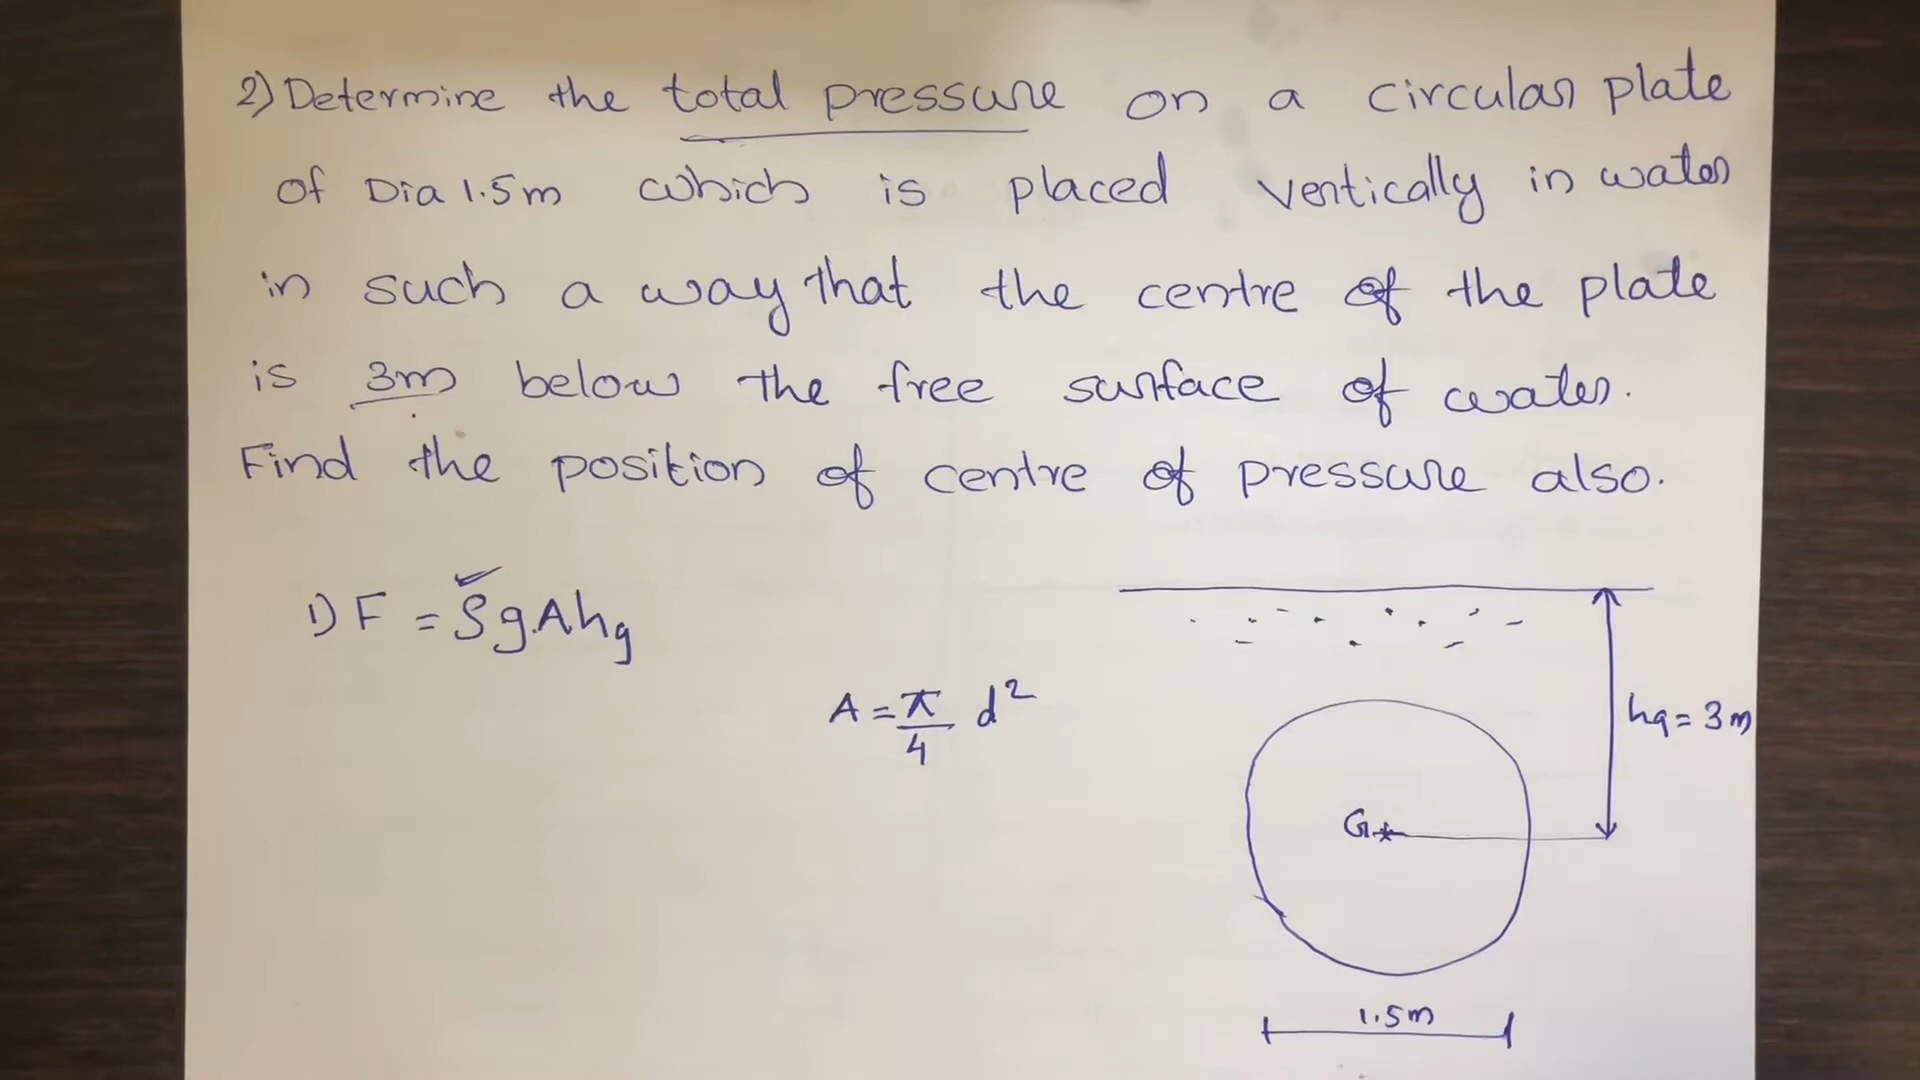 2) Determine the total pressure on a circular plate
of Dia 1.5m which is placed vertically in water
in such a way that the centre of the plate
is 3m below the free surface of water.
Find the position of centre of pressure also.
1) F = ρgAhg
A = π/4 d²
hg = 3m
G
1.5m